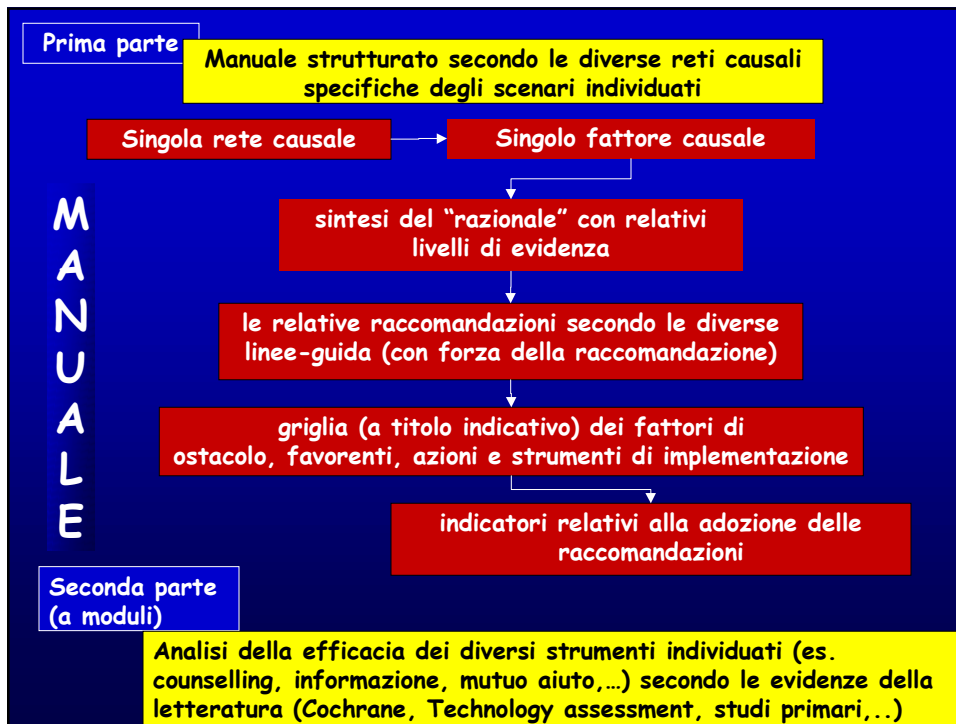 Prima parte
Manuale strutturato secondo le diverse reti causali
specifiche degli scenari individuati
Singola rete causale
Singolo fattore causale
MANUALE
sintesi del “razionale” con relativi
livelli di evidenza
le relative raccomandazioni secondo le diverse
linee-guida (con forza della raccomandazione)
griglia (a titolo indicativo) dei fattori di
ostacolo, favorenti, azioni e strumenti di implementazione
indicatori relativi alla adozione delle
raccomandazioni
Seconda parte
(a moduli)
Analisi della efficacia dei diversi strumenti individuati (es.
counselling, informazione, mutuo aiuto,…) secondo le evidenze della
letteratura (Cochrane, Technology assessment, studi primari,..)